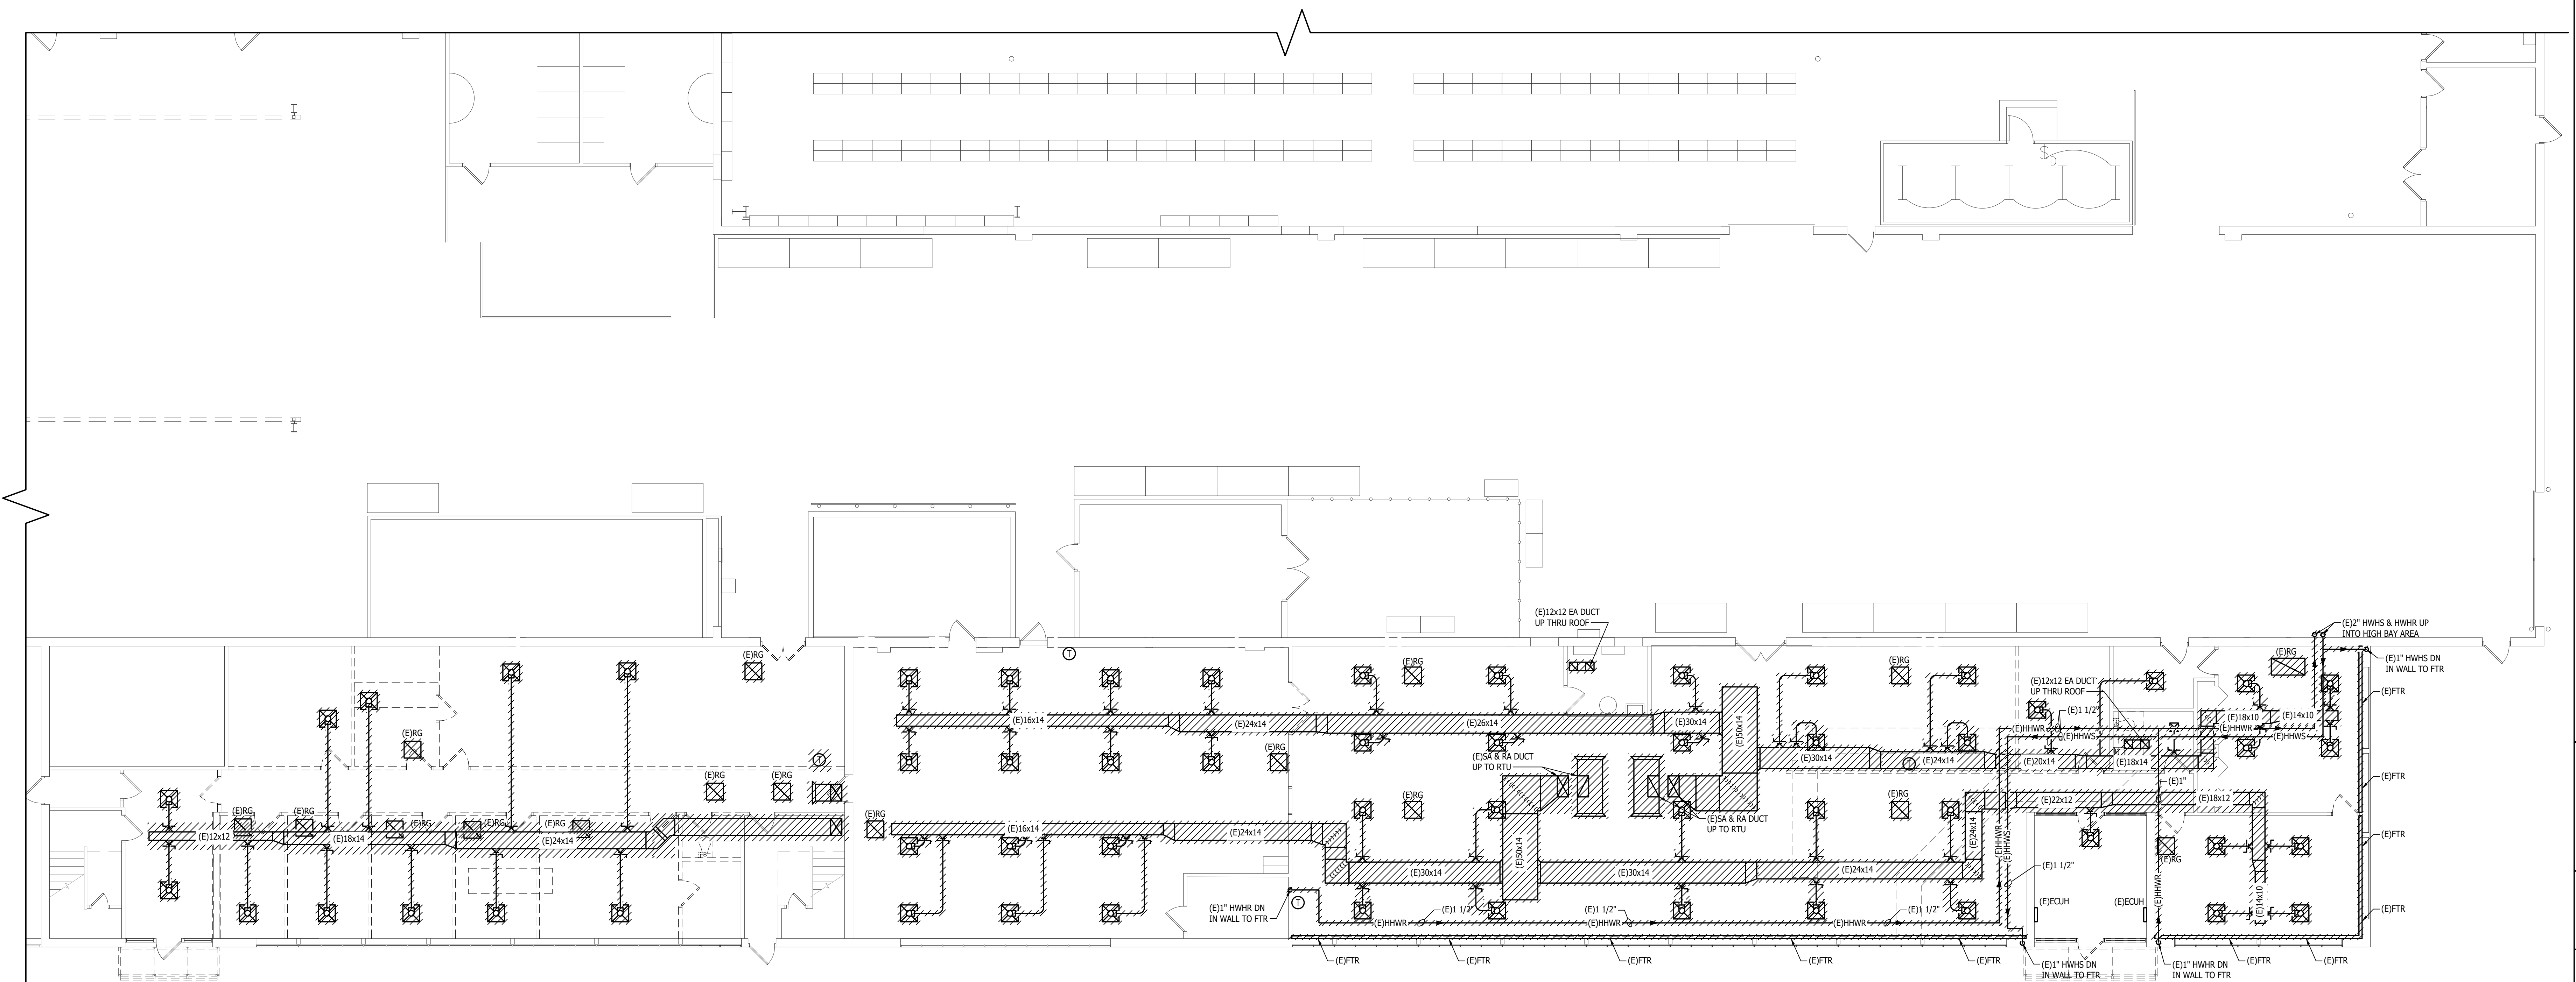 $
D
(E)12x12 EA DUCT
UP THRU ROOF
(E)2" HWHS & HWHR UP
INTO HIGH BAY AREA
(E)RG
(E)RG
(E)RG
(E)RG
(E)1" HWHS DN
IN WALL TO FTR
(E)12x12 EA DUCT
UP THRU ROOF
(E)FTR
T
(E)1 1/2"
(E)18x10
(E)14x10
(E)16x14
(E)24x14
(E)26x14
(E)30x14
(E)50x14
(E)HHWR
(E)HHWS
(E)HHWR
(E)HHWS
(E)RG
(E)RG
(E)SA & RA DUCT
UP TO RTU
(E)30x14
(E)24x14
T
(E)20x14
(E)18x14
T
(E)RG
(E)RG
(E)FTR
(E)1"
(E)RG
(E)RG
(E)22x12
(E)18x12
(E)RG
(E)RG
(E)RG
(E)RG
(E)RG
(E)RG
(E)SA & RA DUCT
UP TO RTU
(E)12x12
(E)18x14
(E)24x14
(E)16x14
(E)24x14
(E)50x14
(E)24x14
(E)HHWR
(E)HHWS
(E)FTR
(E)RG
(E)1 1/2"
(E)30x14
(E)30x14
(E)24x14
(E)HHWR
(E)14x10
(E)ECUH
(E)ECUH
(E)1" HWHR DN
IN WALL TO FTR
T
(E)1 1/2"
(E)1 1/2"
(E)1 1/2"
(E)HHWR
(E)HHWR
(E)HHWR
(E)FTR
(E)FTR
(E)FTR
(E)FTR
(E)FTR
(E)FTR
(E)1" HWHS DN
IN WALL TO FTR
(E)1" HWHR DN
IN WALL TO FTR
(E)FTR
(E)FTR